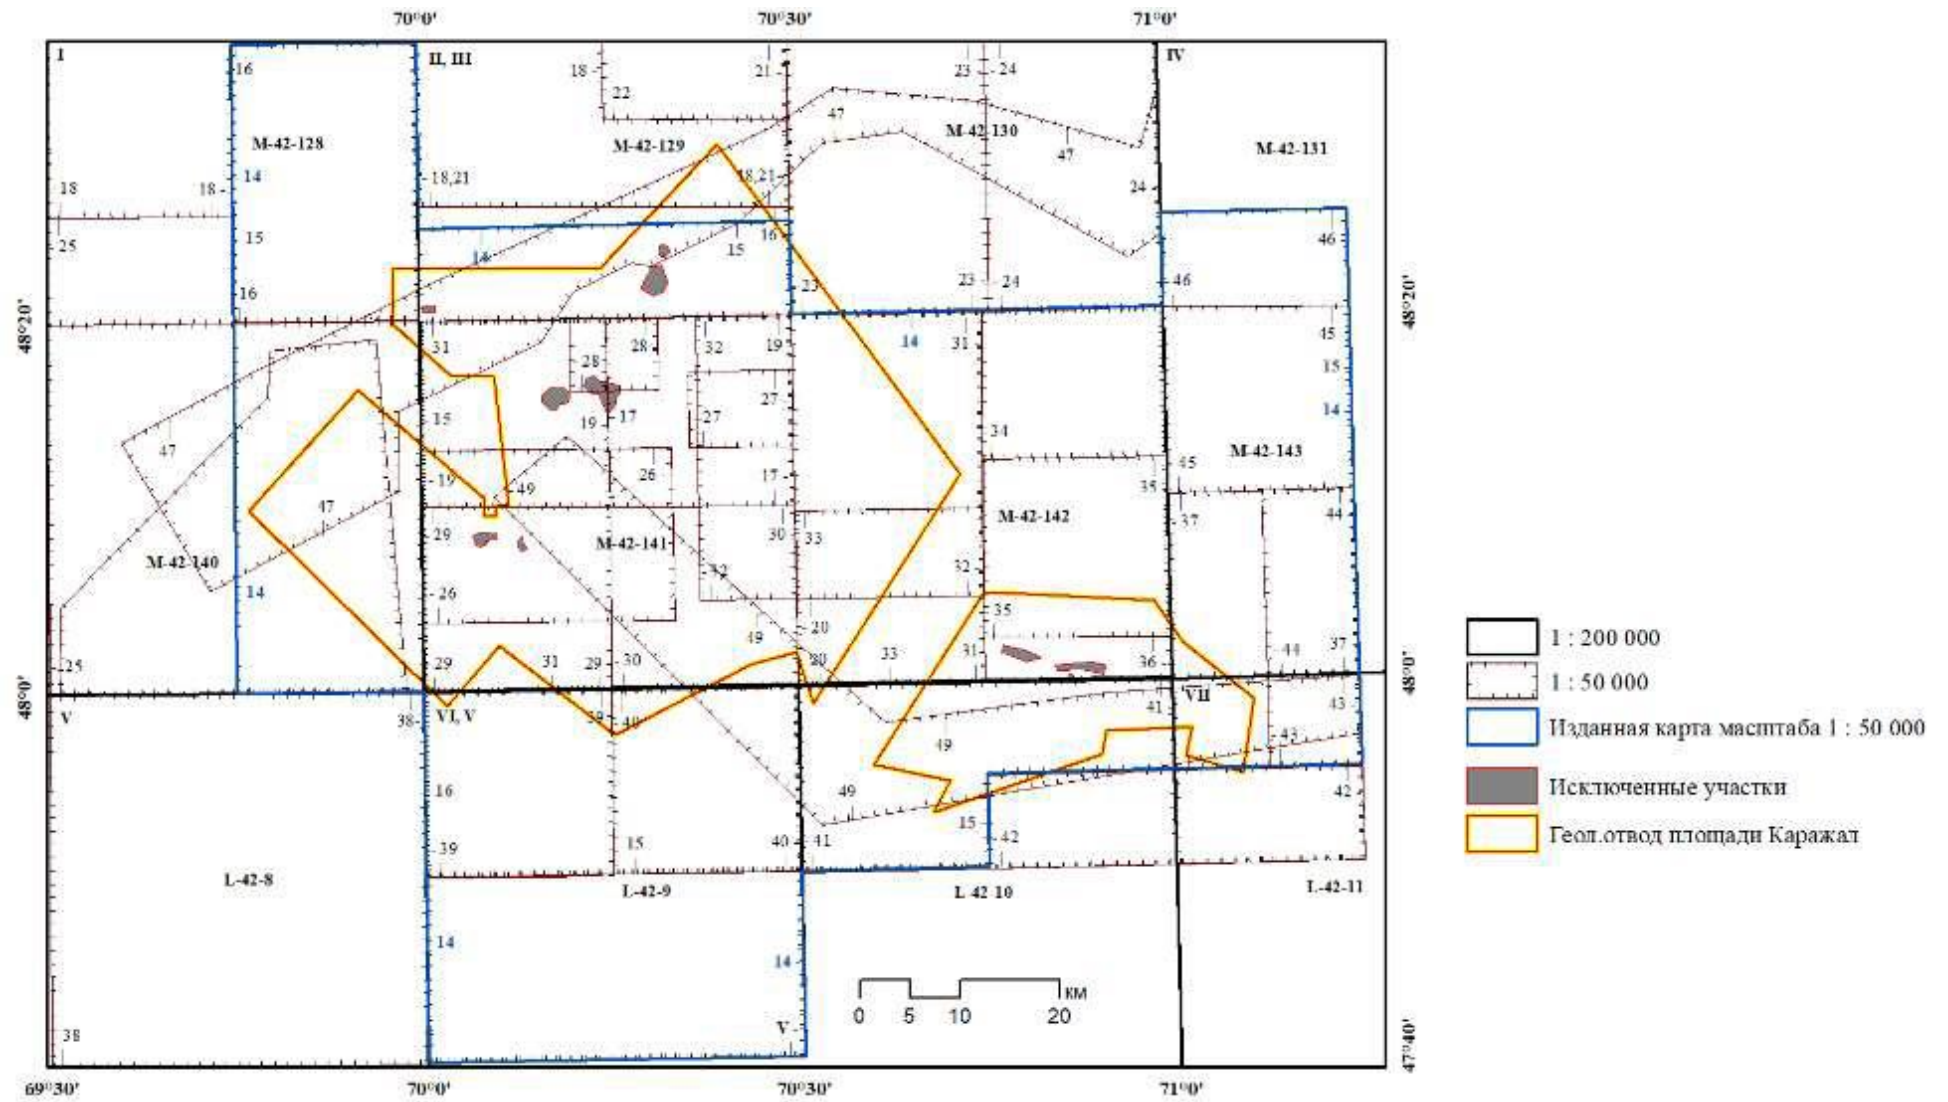 70°0' 70°30' 71°0'
I 16 II, III 18 21 23 24 IV
22
47
M-42-128 M-42-129 M-42-130 47 M-42-131
18 18 14 18,21 18,21 24
25 15 14 15 16 46
16 23 23 24 46
48°20' 48°20'
31 28 28 32 19 14 31 45
15
27
15 19 17 27 34 14
47 M-42-143
19 49 26 17 45
47 35
29 M-42-141 30 33 M-42-142 37 44
M-42-140 32 32
14 26
35
49 20
25 29 31 29 30 20 33 31 36 44 37
48°0' 48°0'
V 38 VI, V 39 40 41 VII 43
49 43
16 49 42
39 15 40 41 15 42
L-42-8 L-42-9 L-42-10 L-42-11
14 14
38 V
км
0 5 10 20
47°40'
69°30' 70°0' 70°30' 71°0'
1 : 200 000
1 : 50 000
Изданная карта масштаба 1 : 50 000
Исключенные участки
Геол.отвод площади Каражал